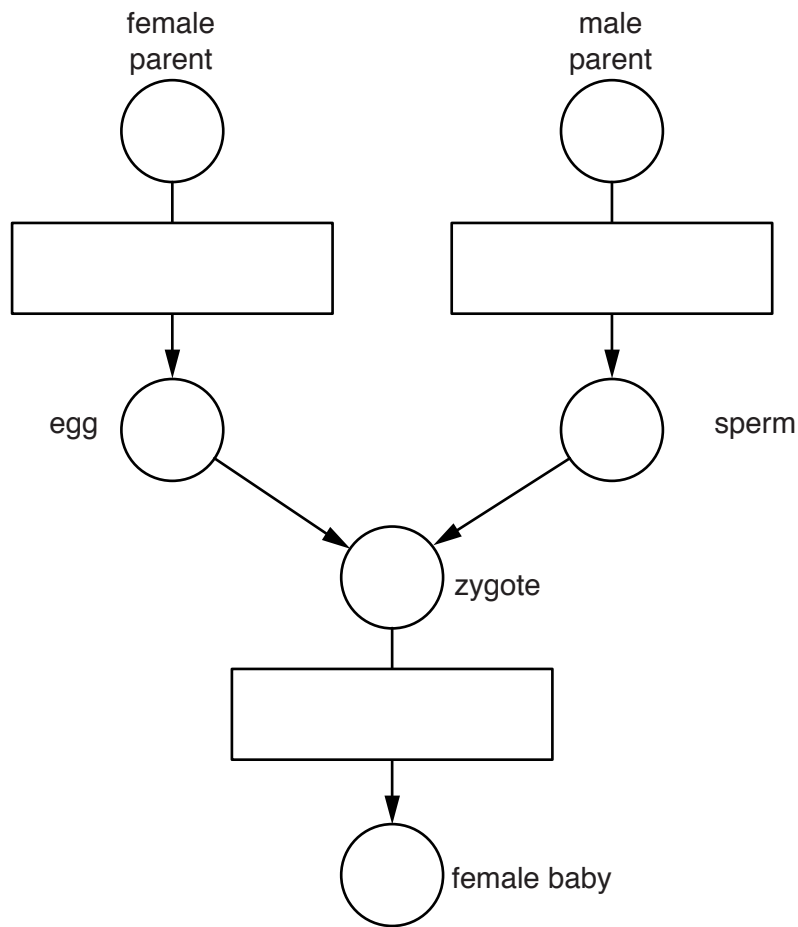 female
parent
male
parent
egg
sperm
zygote
female baby